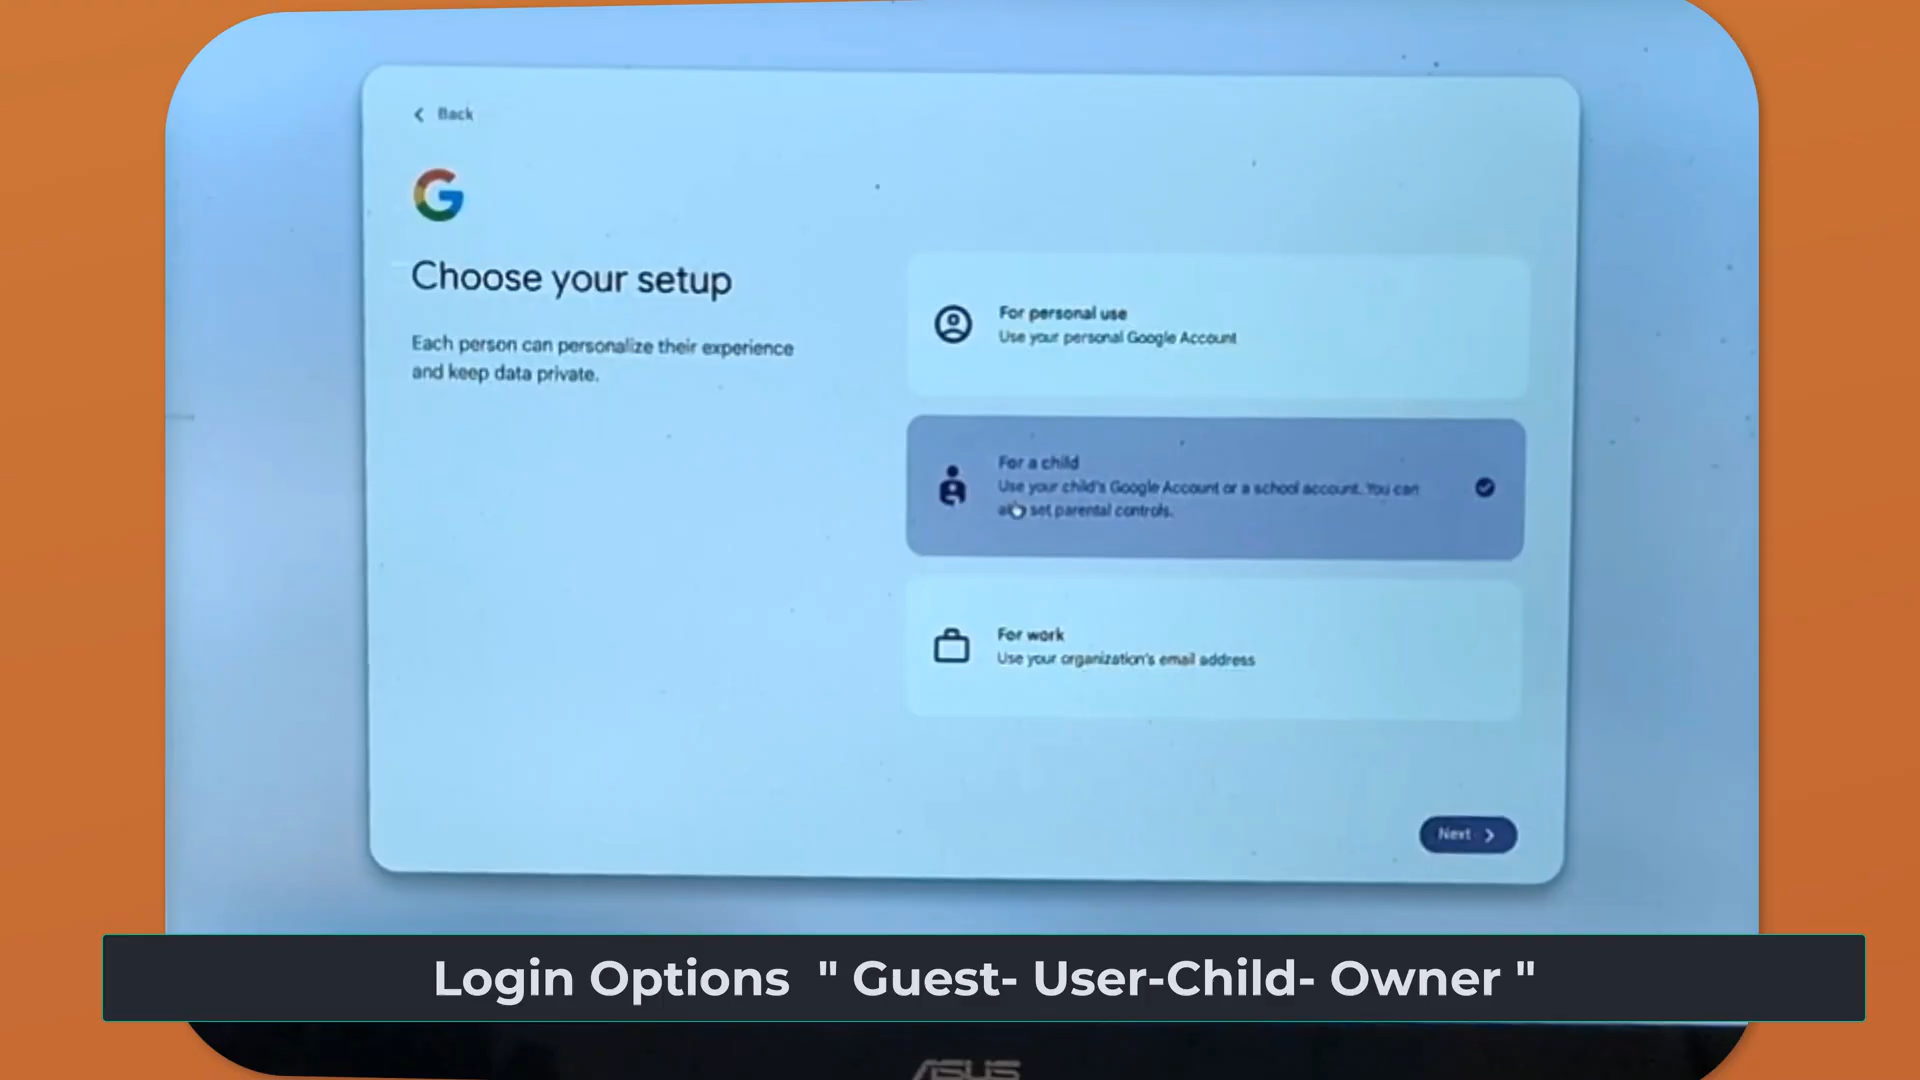 Back
Choose your setup
Each person can personalize their experience
and keep data private.
For personal use
Use your personal Google Account
For a child
Use your child's Google Account or a school account. You can
set parental controls.
For work
Use your organization's email address
Next
Login Options " Guest- User-Child- Owner "
ASUS